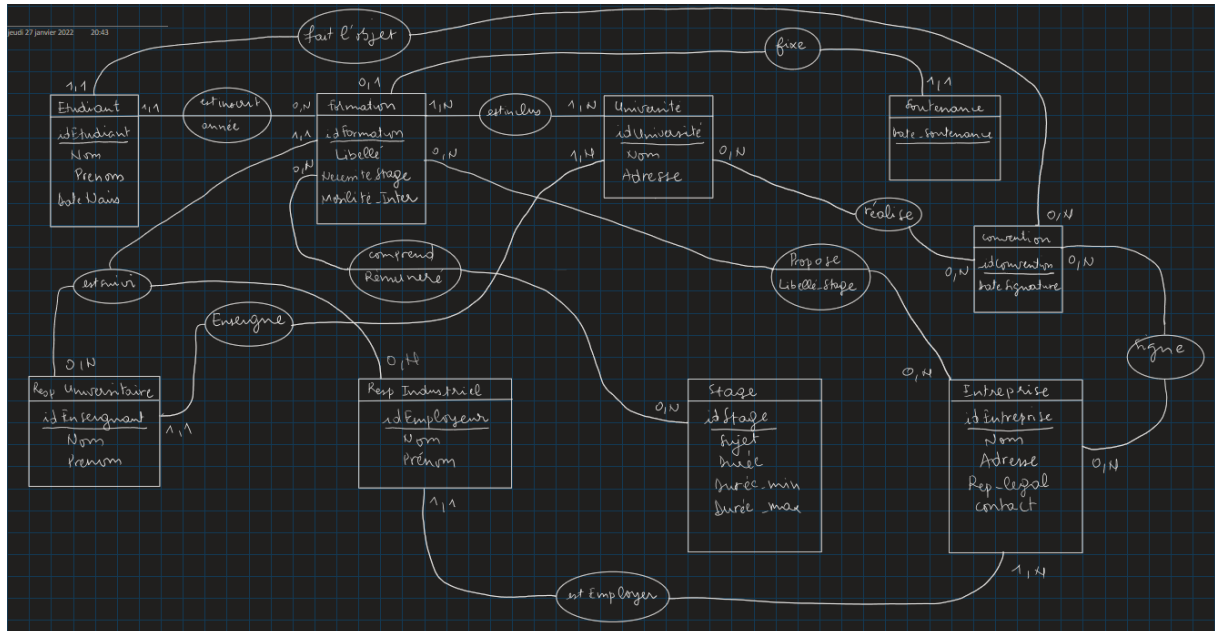 jeudi 27 janvier 2022 20:43
fait l'objet
fixe
1,1
0,1
1,1
Etudiant
1,1
est inscrit
année
0,N
Formation
1,N
est inclus
1,N
Université
Soutenance
idEtudiant
Nom
Prenom
Date Nais
1,1
0,N
idFormation
Libellé
Stage
Mobilité_Inter
0,N
1,N
idUniversité
Nom
Adresse
0,N
Date_Soutenance
réalise
0,N
convention
0,N
idConvention
0,N
Date Signature
comprend
Rémunéré
Propose
Libellé_Stage
est suivi
Enseigne
signe
0,N
0,N
0,N
Resp Universitaire
idEnseignant
Nom
Prenom
1,1
Resp Industriel
idEmployeur
Nom
Prénom
1,1
0,N
Stage
idStage
Sujet
Durée
Durée_min
Durée_max
Entreprise
idEntreprise
Nom
Adresse
Rep_legal
contact
0,N
1,N
est Employer